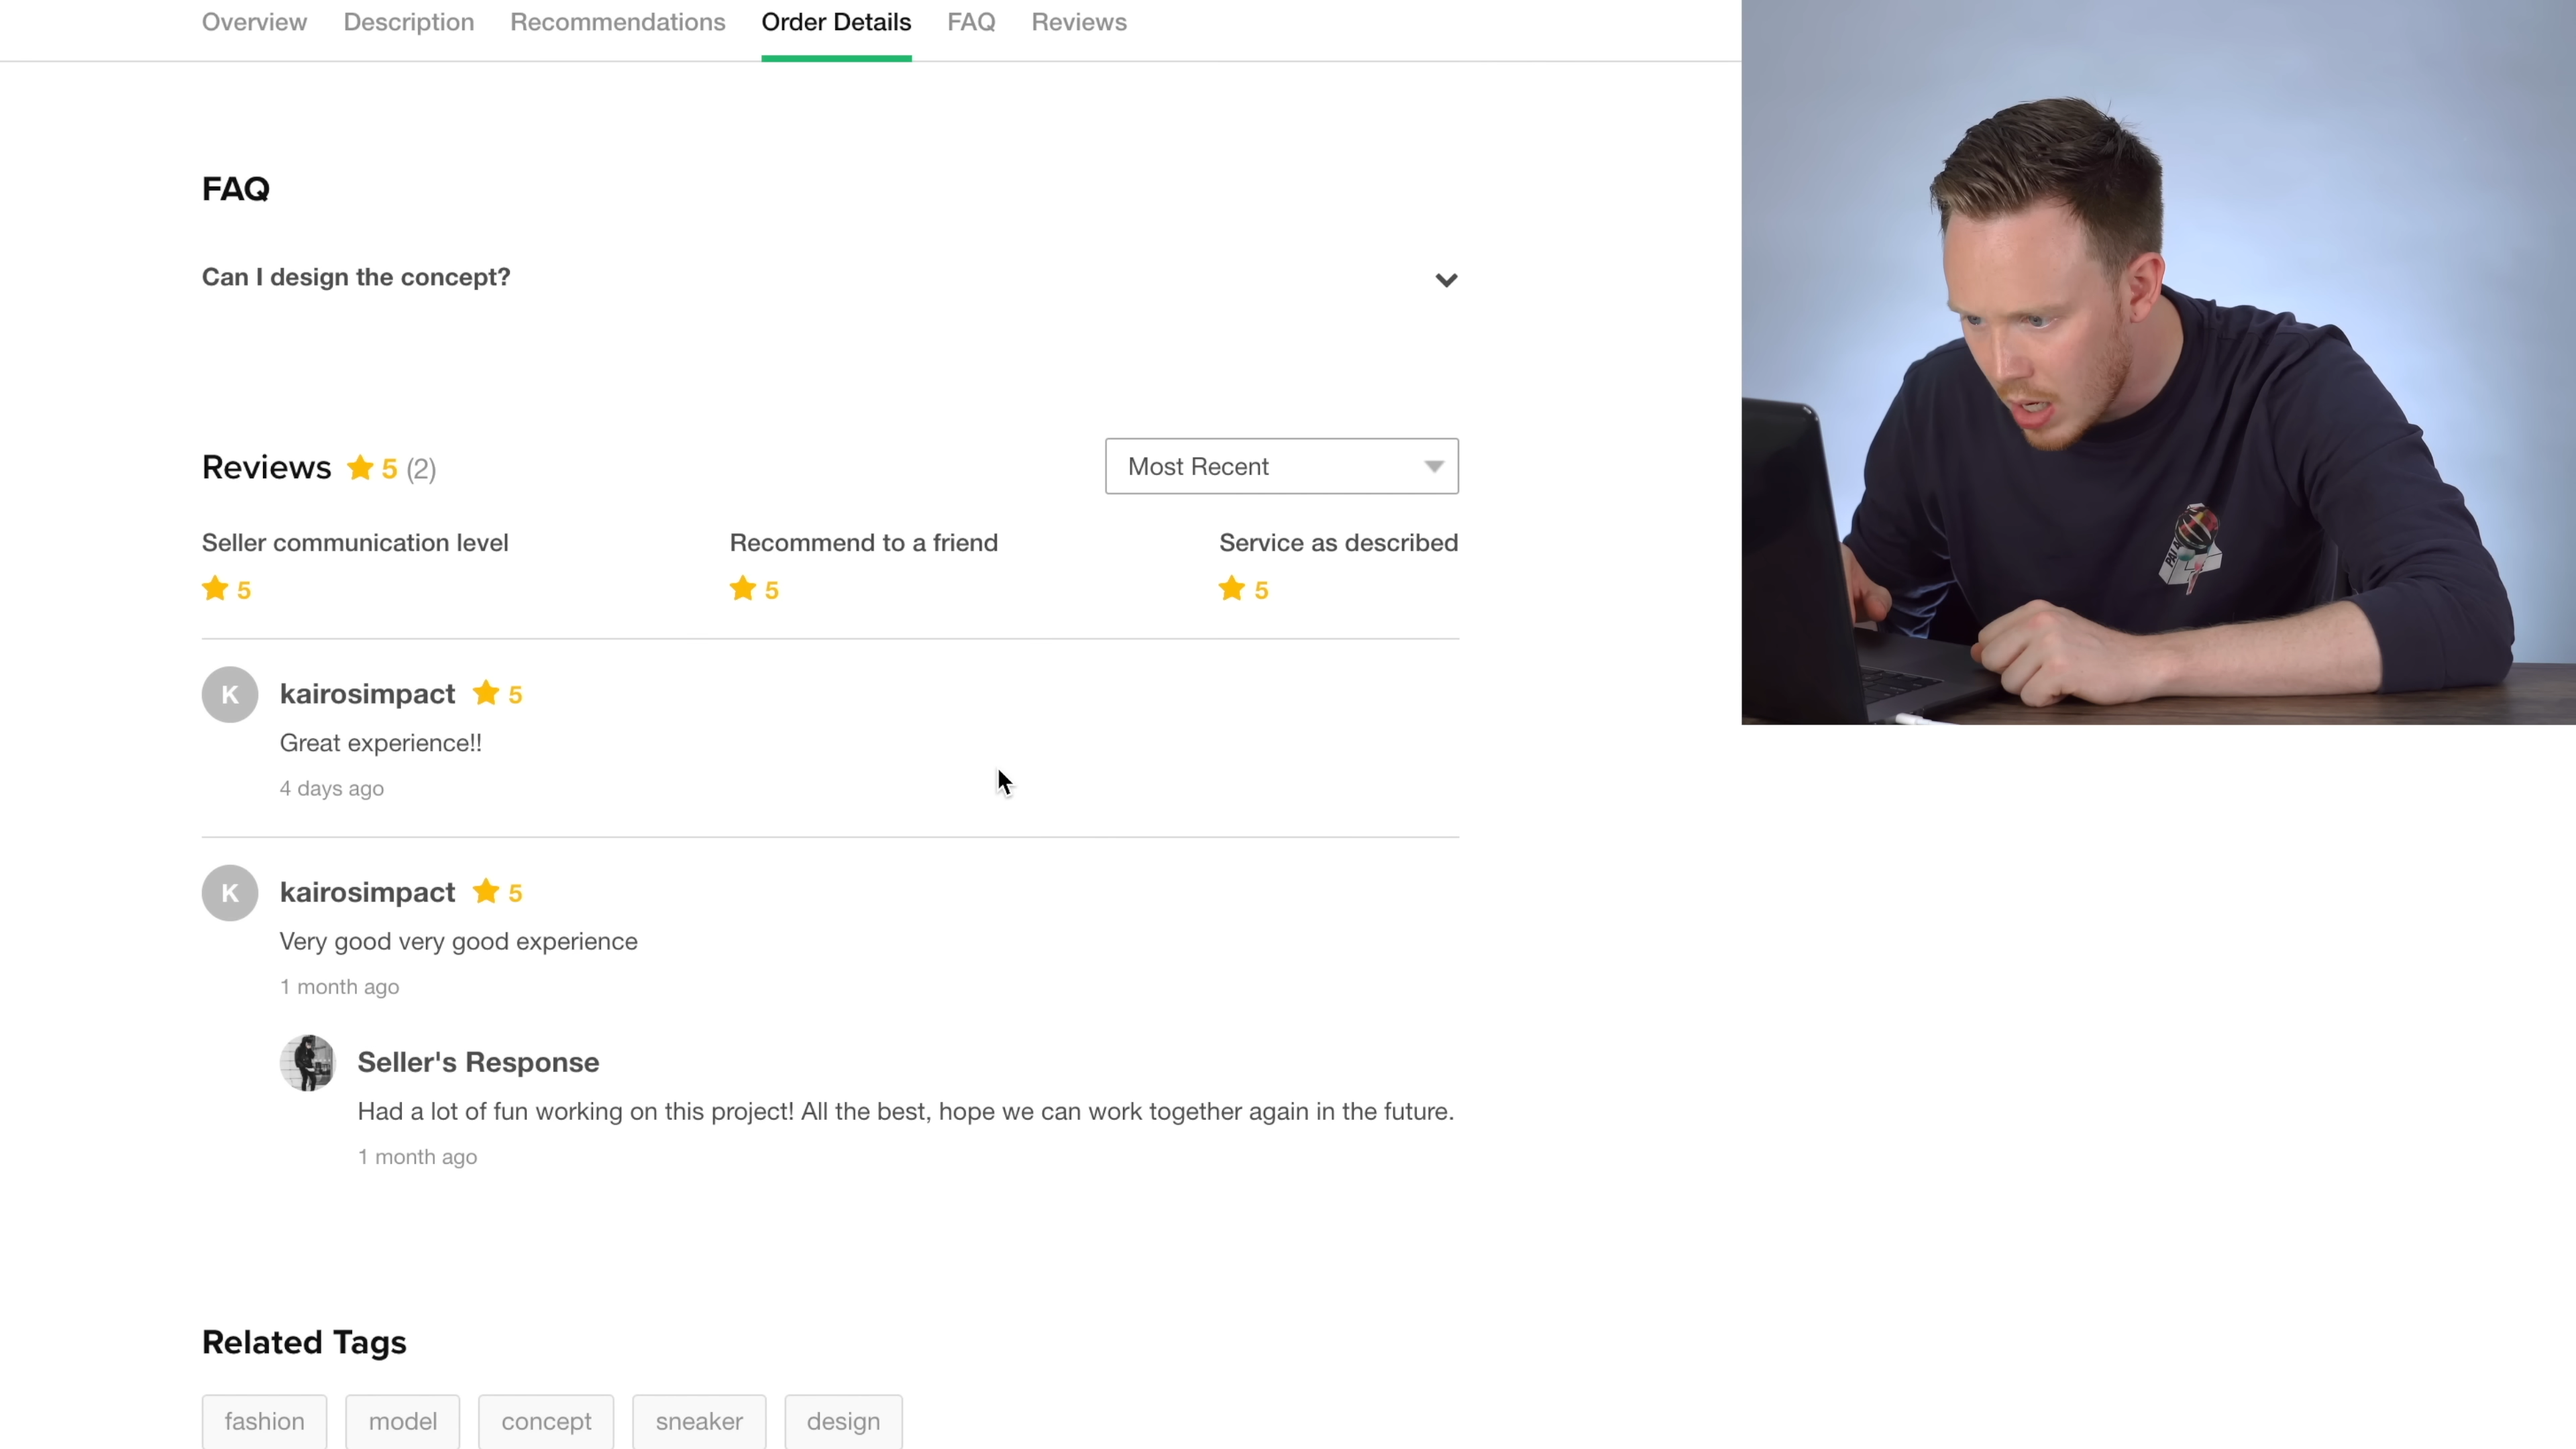 Overview Description Recommendations Order Details FAQ Reviews
FAQ
Can I design the concept?
Reviews 5 (2)
Most Recent
Seller communication level Recommend to a friend Service as described
5 5 5
K kairosimpact 5
Great experience!!
4 days ago
K kairosimpact 5
Very good very good experience
1 month ago
Seller's Response
Had a lot of fun working on this project! All the best, hope we can work together again in the future.
1 month ago
Related Tags
fashion model concept sneaker design